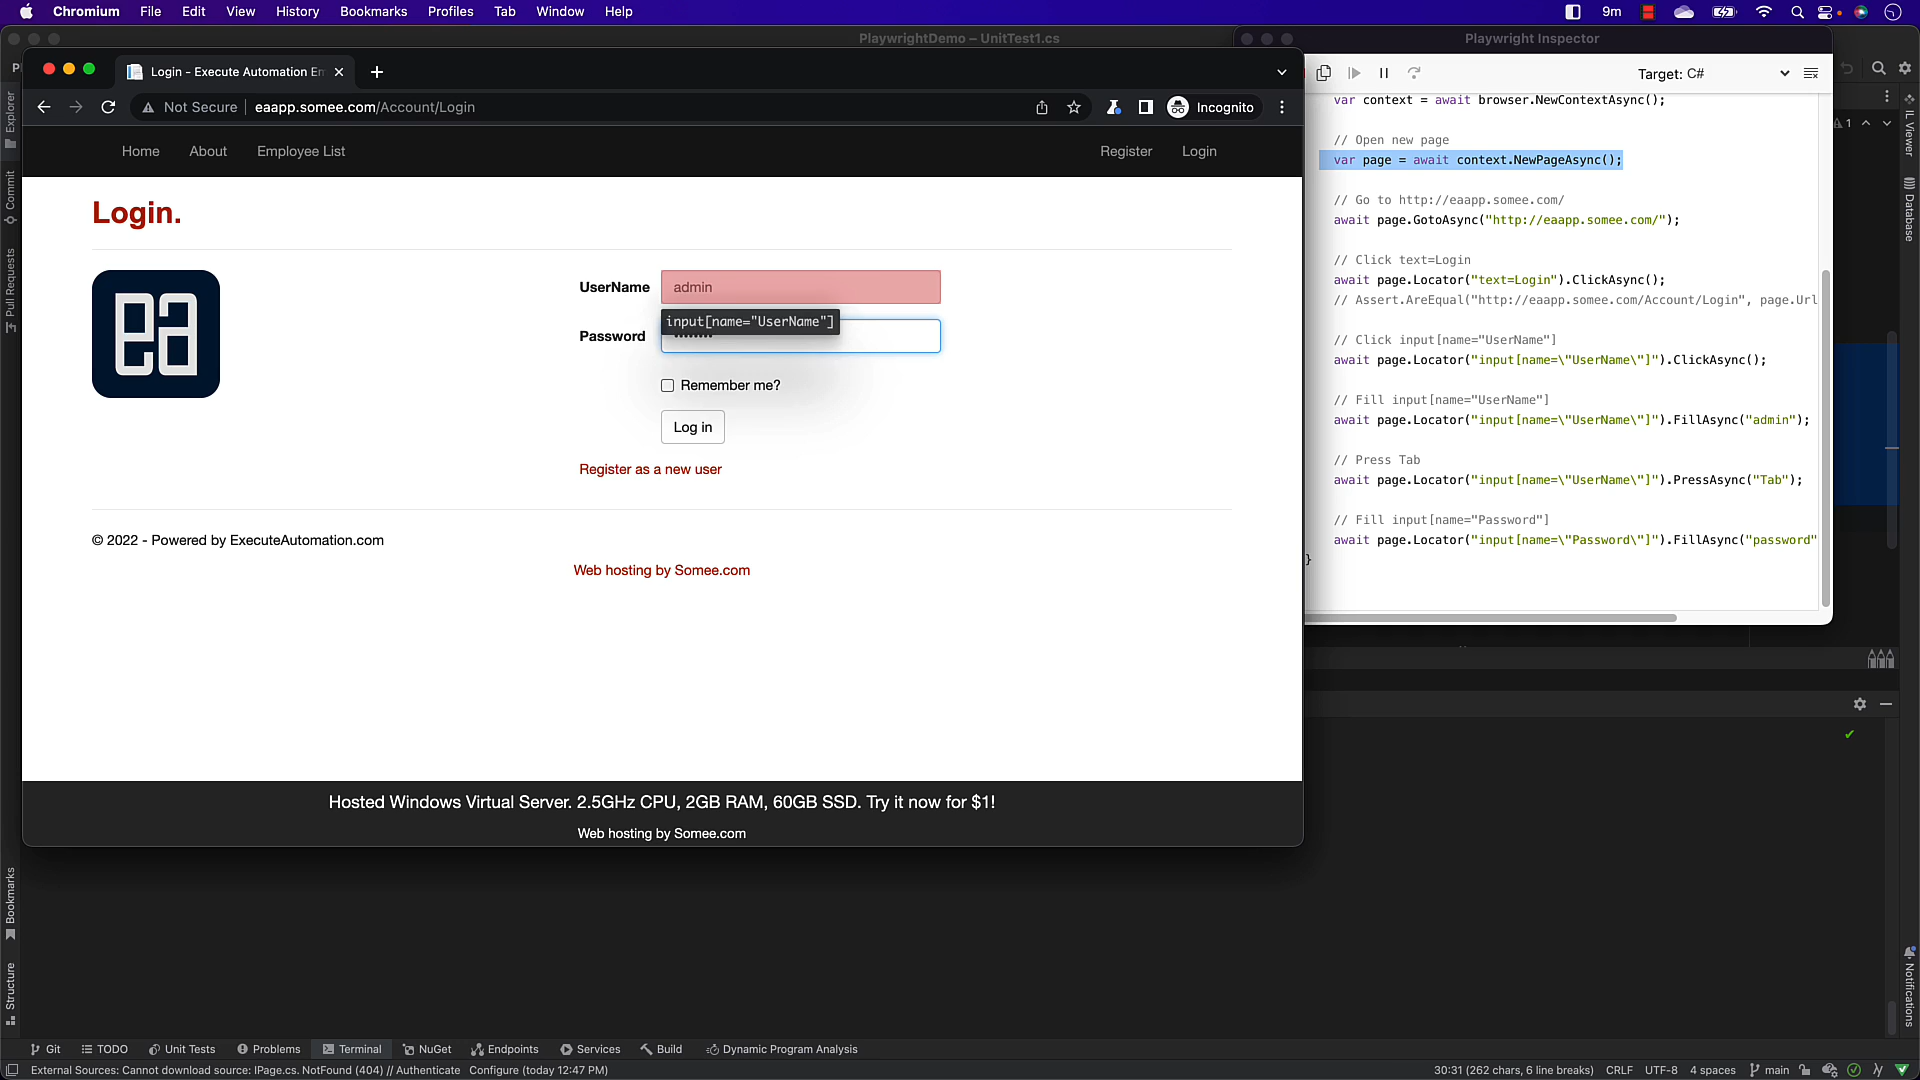 Chromium File Edit View History Bookmarks Profiles Tab Window Help 9m
PlaywrightDemo – UnitTest1.cs
Playwright Inspector
Login - Execute Automation Em
Not Secure eaapp.somee.com/Account/Login
Incognito
Target: C#
Home About Employee List Register Login
Login.
ea
UserName admin
input[name="UserName"]
Password
Remember me?
Log in
Register as a new user
© 2022 - Powered by ExecuteAutomation.com
Web hosting by Somee.com
Hosted Windows Virtual Server. 2.5GHz CPU, 2GB RAM, 60GB SSD. Try it now for $1!
Web hosting by Somee.com
var context = await browser.NewContextAsync();
// Open new page
var page = await context.NewPageAsync();
// Go to http://eaapp.somee.com/
await page.GotoAsync("http://eaapp.somee.com/");
// Click text=Login
await page.Locator("text=Login").ClickAsync();
// Assert.AreEqual("http://eaapp.somee.com/Account/Login", page.Url
// Click input[name="UserName"]
await page.Locator("input[name=\"UserName\"]").ClickAsync();
// Fill input[name="UserName"]
await page.Locator("input[name=\"UserName\"]").FillAsync("admin");
// Press Tab
await page.Locator("input[name=\"UserName\"]").PressAsync("Tab");
// Fill input[name="Password"]
await page.Locator("input[name=\"Password\"]").FillAsync("password"
}
Explorer
Commit
Pull Requests
Bookmarks
Structure
1
IL Viewer
Database
Notifications
Git TODO Unit Tests Problems Terminal NuGet Endpoints Services Build Dynamic Program Analysis
External Sources: Cannot download source: IPage.cs. NotFound (404) // Authenticate Configure (today 12:47 PM) 30:31 (262 chars, 6 line breaks) CRLF UTF-8 4 spaces main